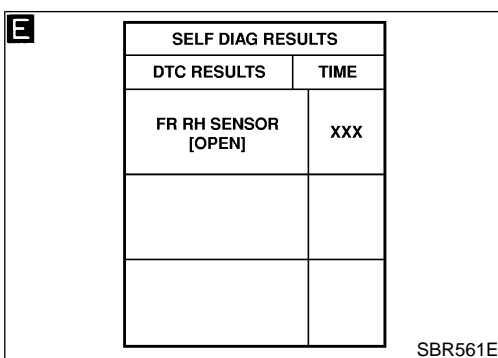 E
SELF DIAG RESULTS
DTC RESULTS TIME
FR RH SENSOR
[OPEN]
XXX
SBR561E